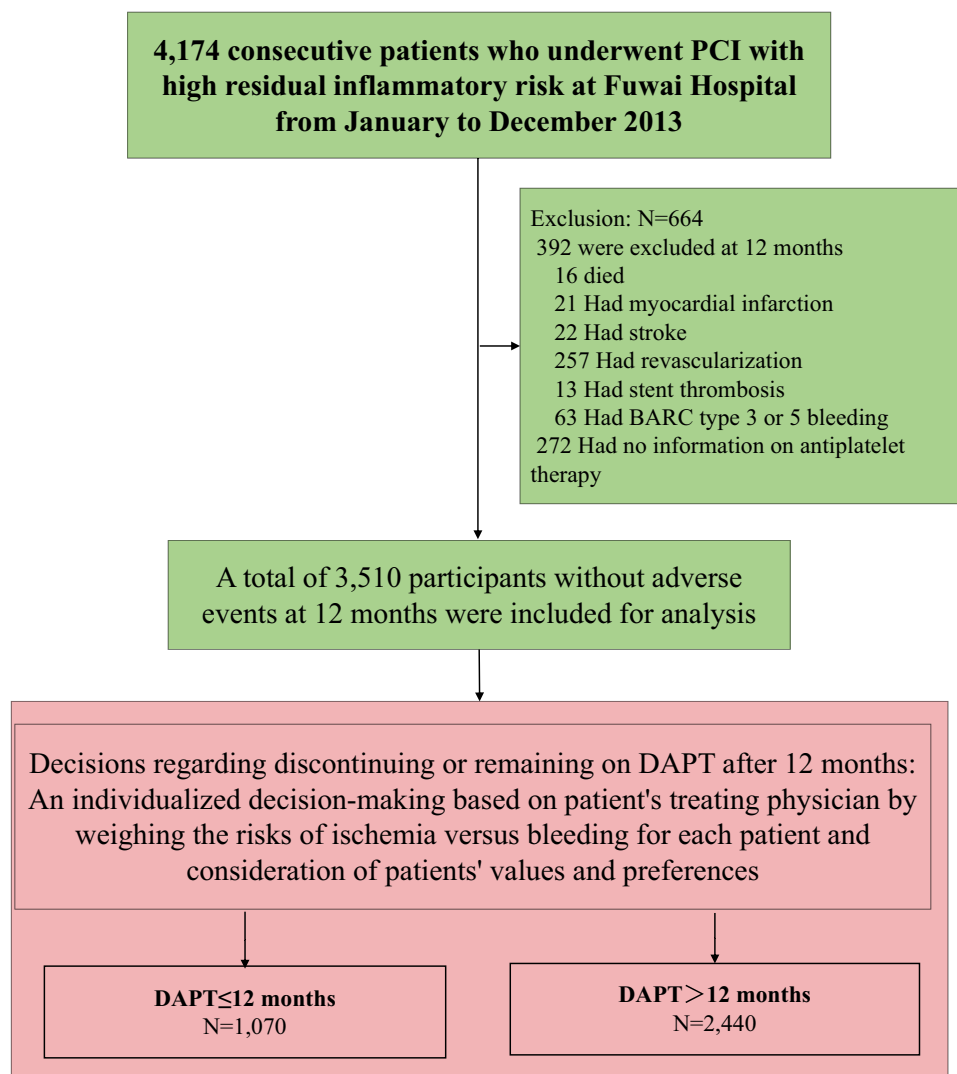 4,174 consecutive patients who underwent PCI with
high residual inflammatory risk at Fuwai Hospital
from January to December 2013
Exclusion: N=664
392 were excluded at 12 months
16 died
21 Had myocardial infarction
22 Had stroke
257 Had revascularization
13 Had stent thrombosis
63 Had BARC type 3 or 5 bleeding
272 Had no information on antiplatelet
therapy
A total of 3,510 participants without adverse
events at 12 months were included for analysis
Decisions regarding discontinuing or remaining on DAPT after 12 months:
An individualized decision-making based on patient's treating physician by
weighing the risks of ischemia versus bleeding for each patient and
consideration of patients' values and preferences
DAPT≤12 months
N=1,070
DAPT＞12 months
N=2,440